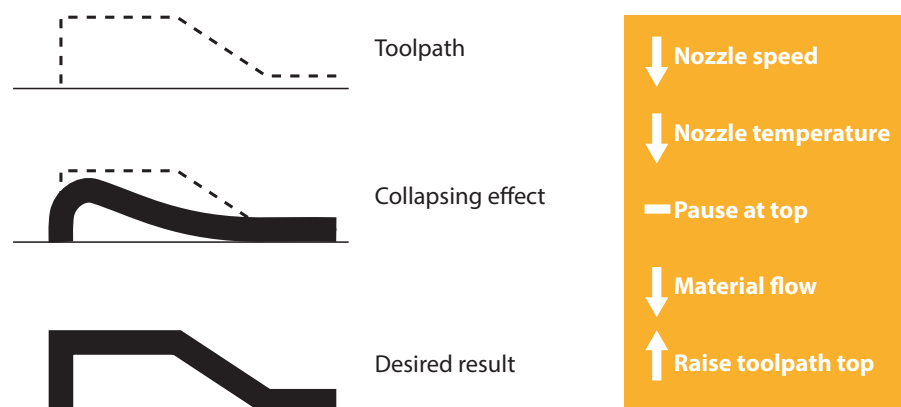 Toolpath
Collapsing effect
Desired result
Nozzle speed
Nozzle temperature
Pause at top
Material flow
Raise toolpath top